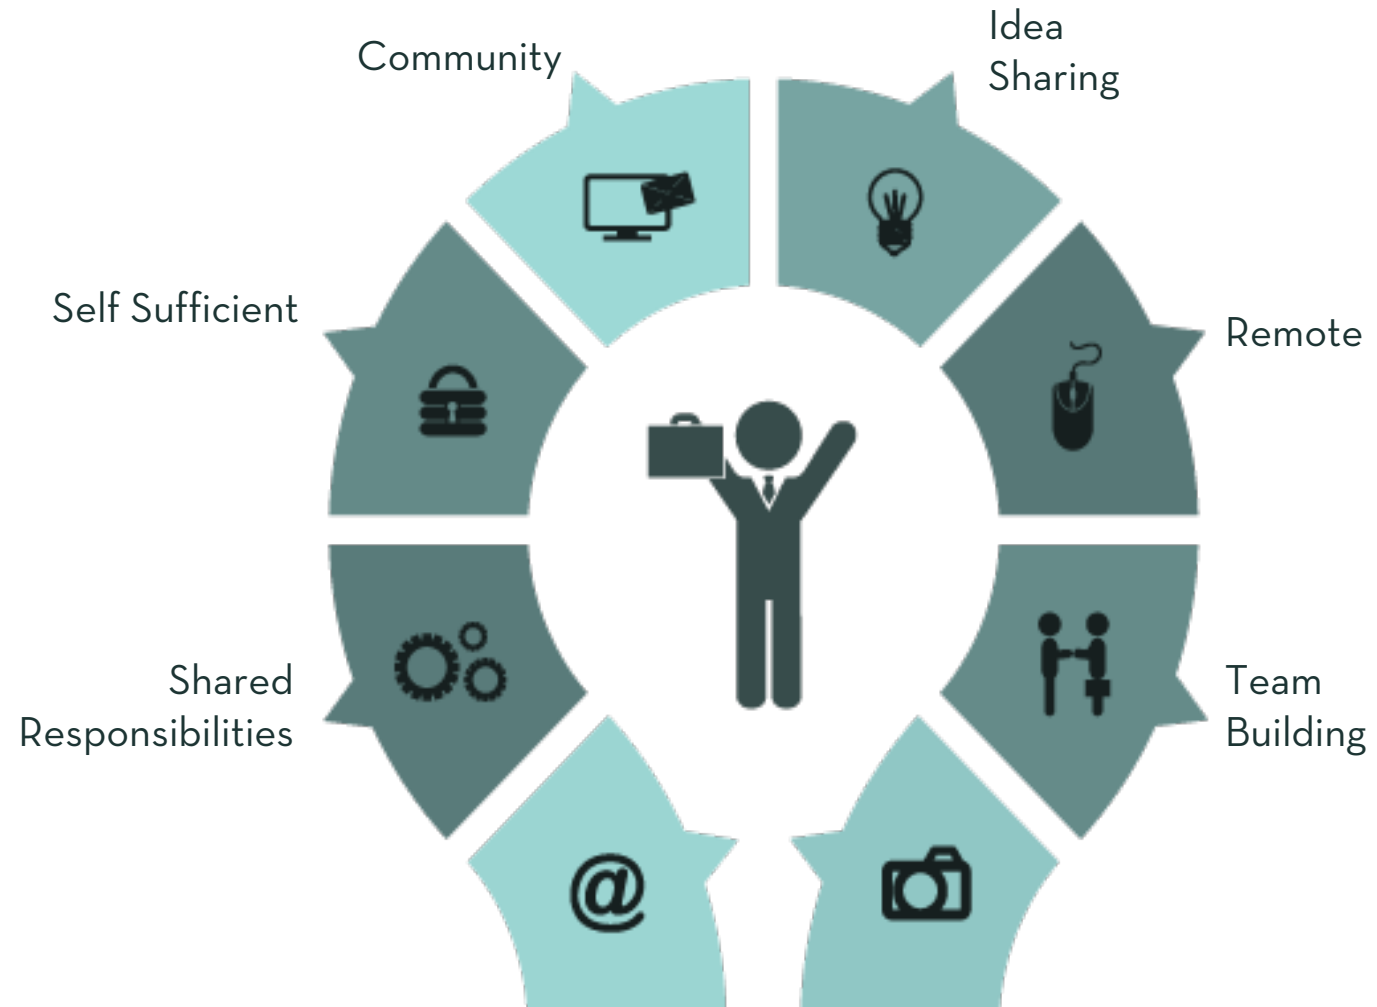 Community
Idea
Sharing
Self Sufficient
Remote
Shared
Responsibilities
Team
Building
@